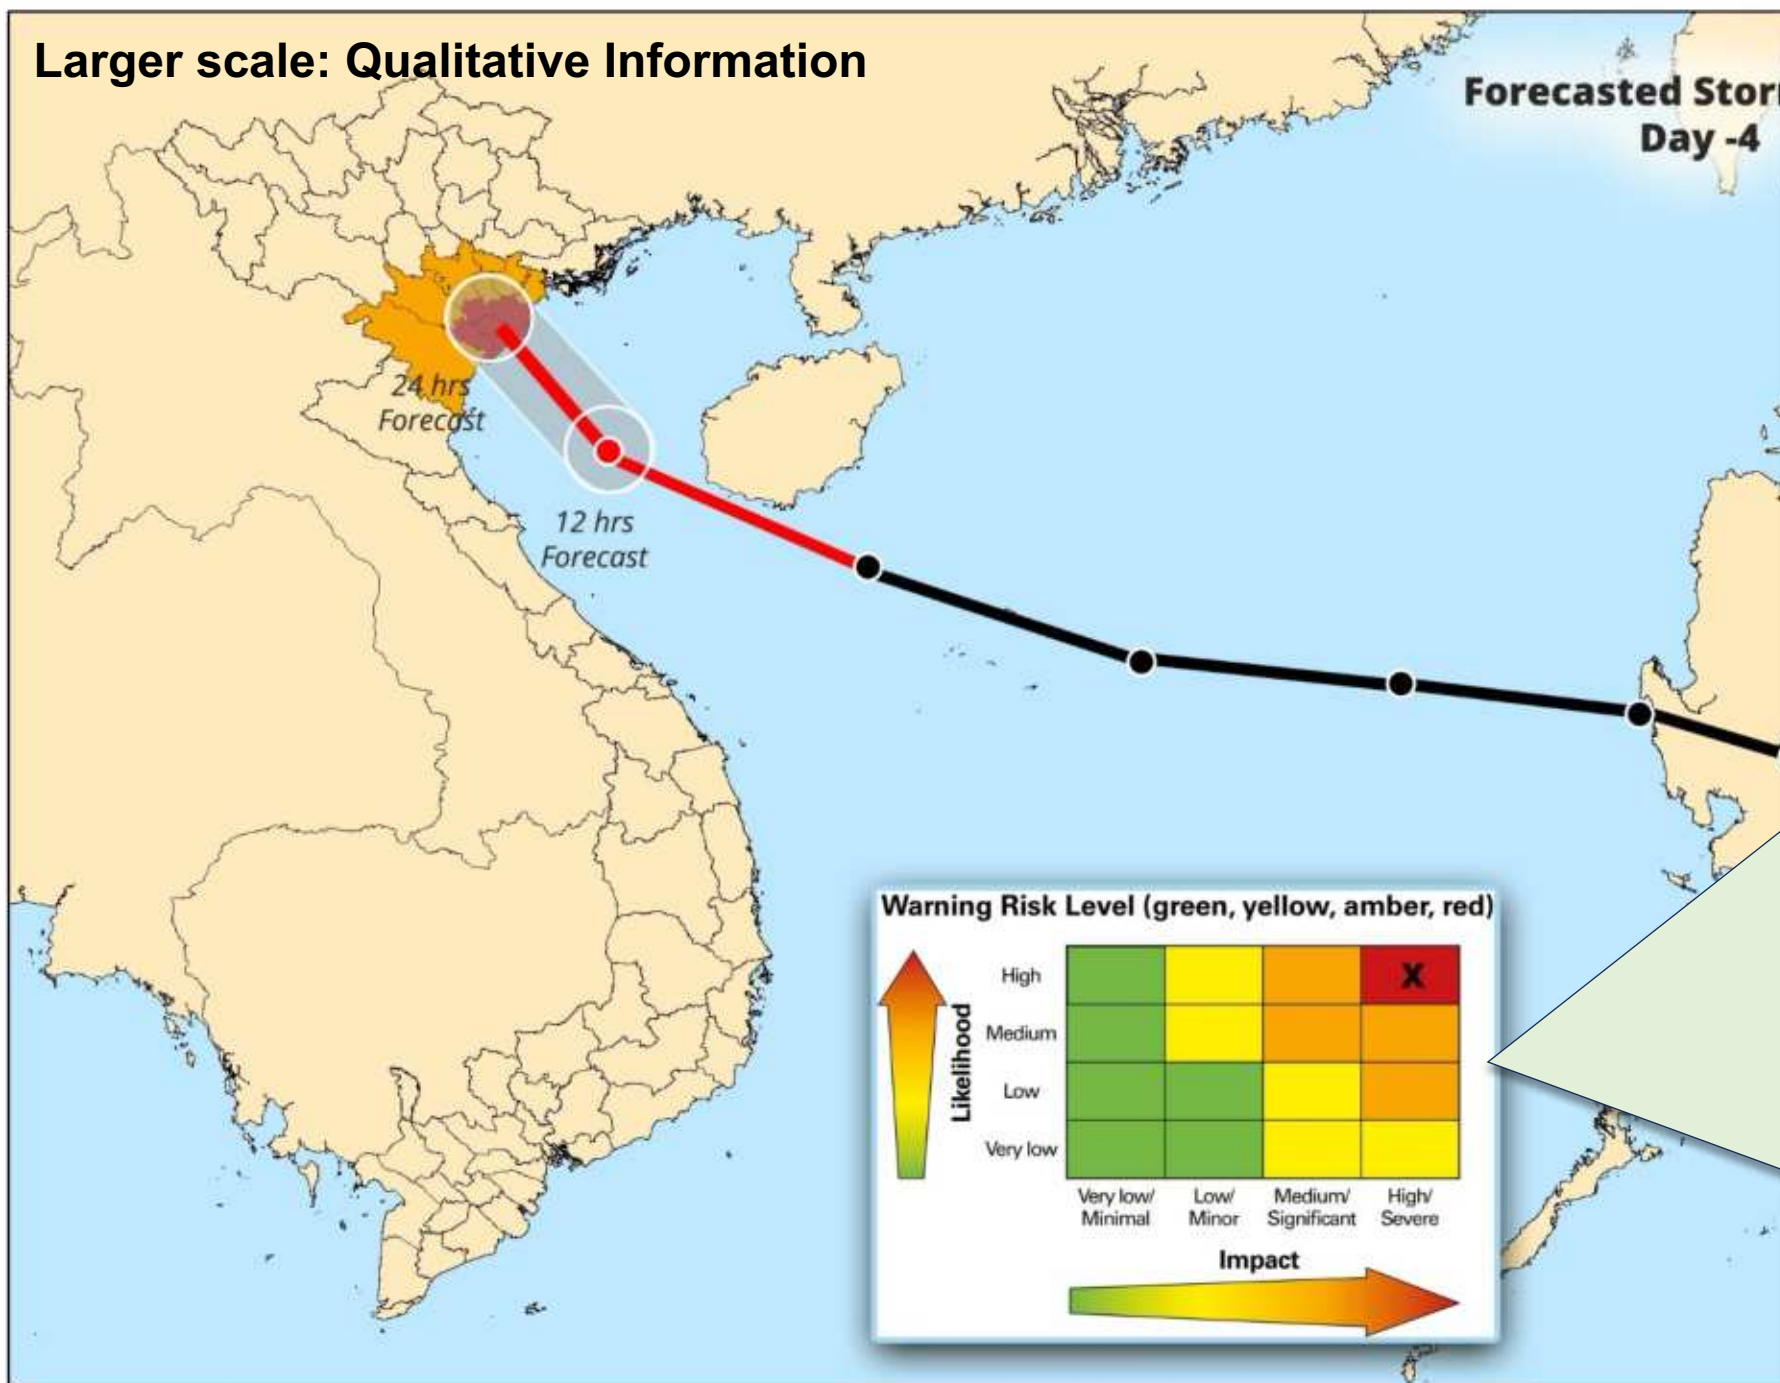 Larger scale: Qualitative Information
Forecasted Stor
Day -4
24 hrs
Forecast
12 hrs
Forecast
Warning Risk Level (green, yellow, amber, red)
Likelihood
High
X
Medium
Low
Very low
Very low/
Minimal
Low/
Minor
Medium/
Significant
High/
Severe
Impact